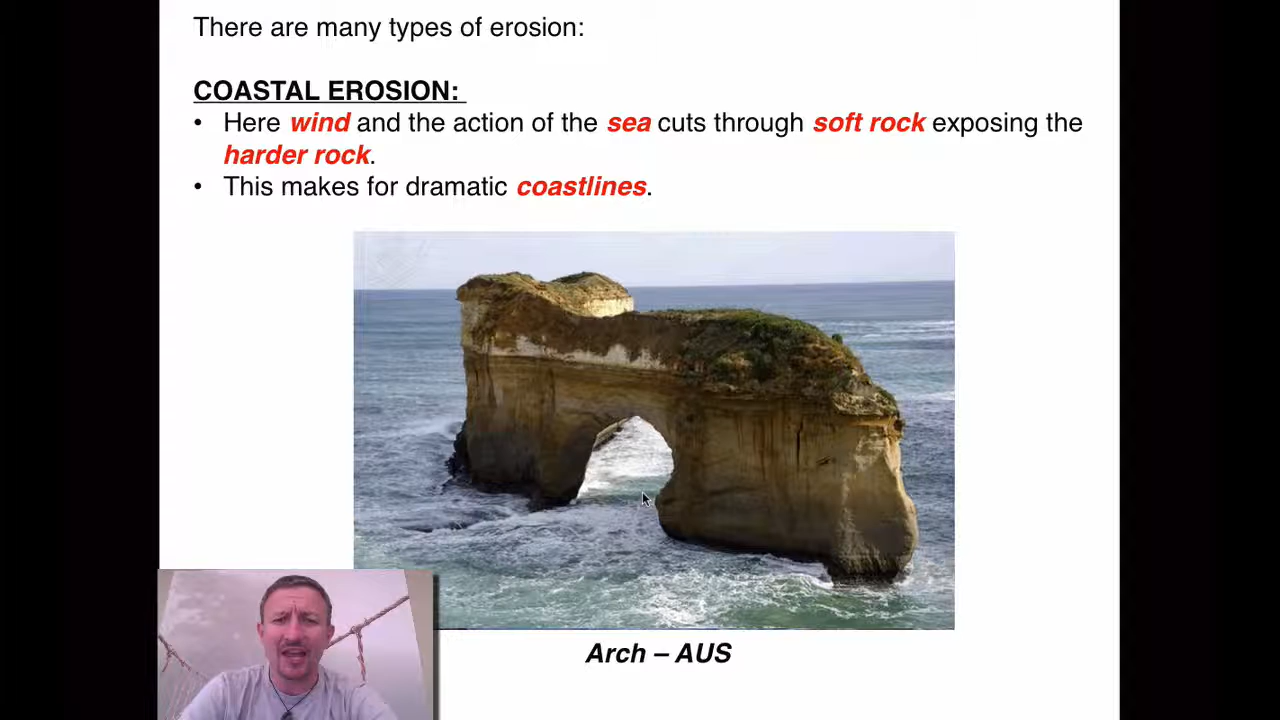 There are many types of erosion:
COASTAL EROSION:
• Here wind and the action of the sea cuts through soft rock exposing the
harder rock.
• This makes for dramatic coastlines.
Arch – AUS